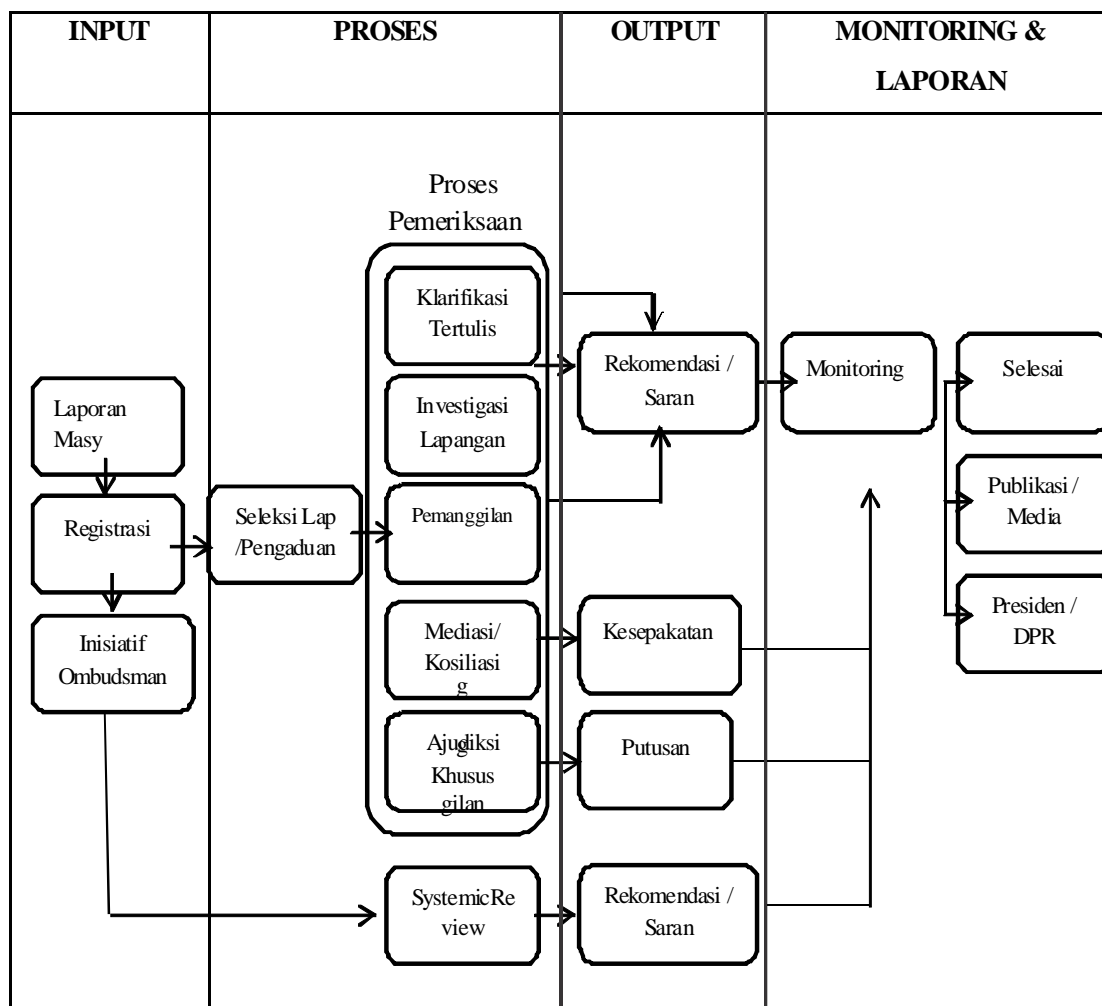 INPUT
PROSES
OUTPUT
MONITORING &
LAPORAN
Proses
Pemeriksaan
Laporan
Masy
Registrasi
Inisiatif
Ombudsman
Seleksi Lap
/Pengaduan
Klarifikasi
Tertulis
Investigasi
Lapangan
Pemanggilan
Mediasi/
Kosiliasi
g
Ajudiksi
Khusus
gilan
SystemicRe
view
Rekomendasi /
Saran
Kesepakatan
Putusan
Rekomendasi /
Saran
Monitoring
Selesai
Publikasi /
Media
Presiden /
DPR